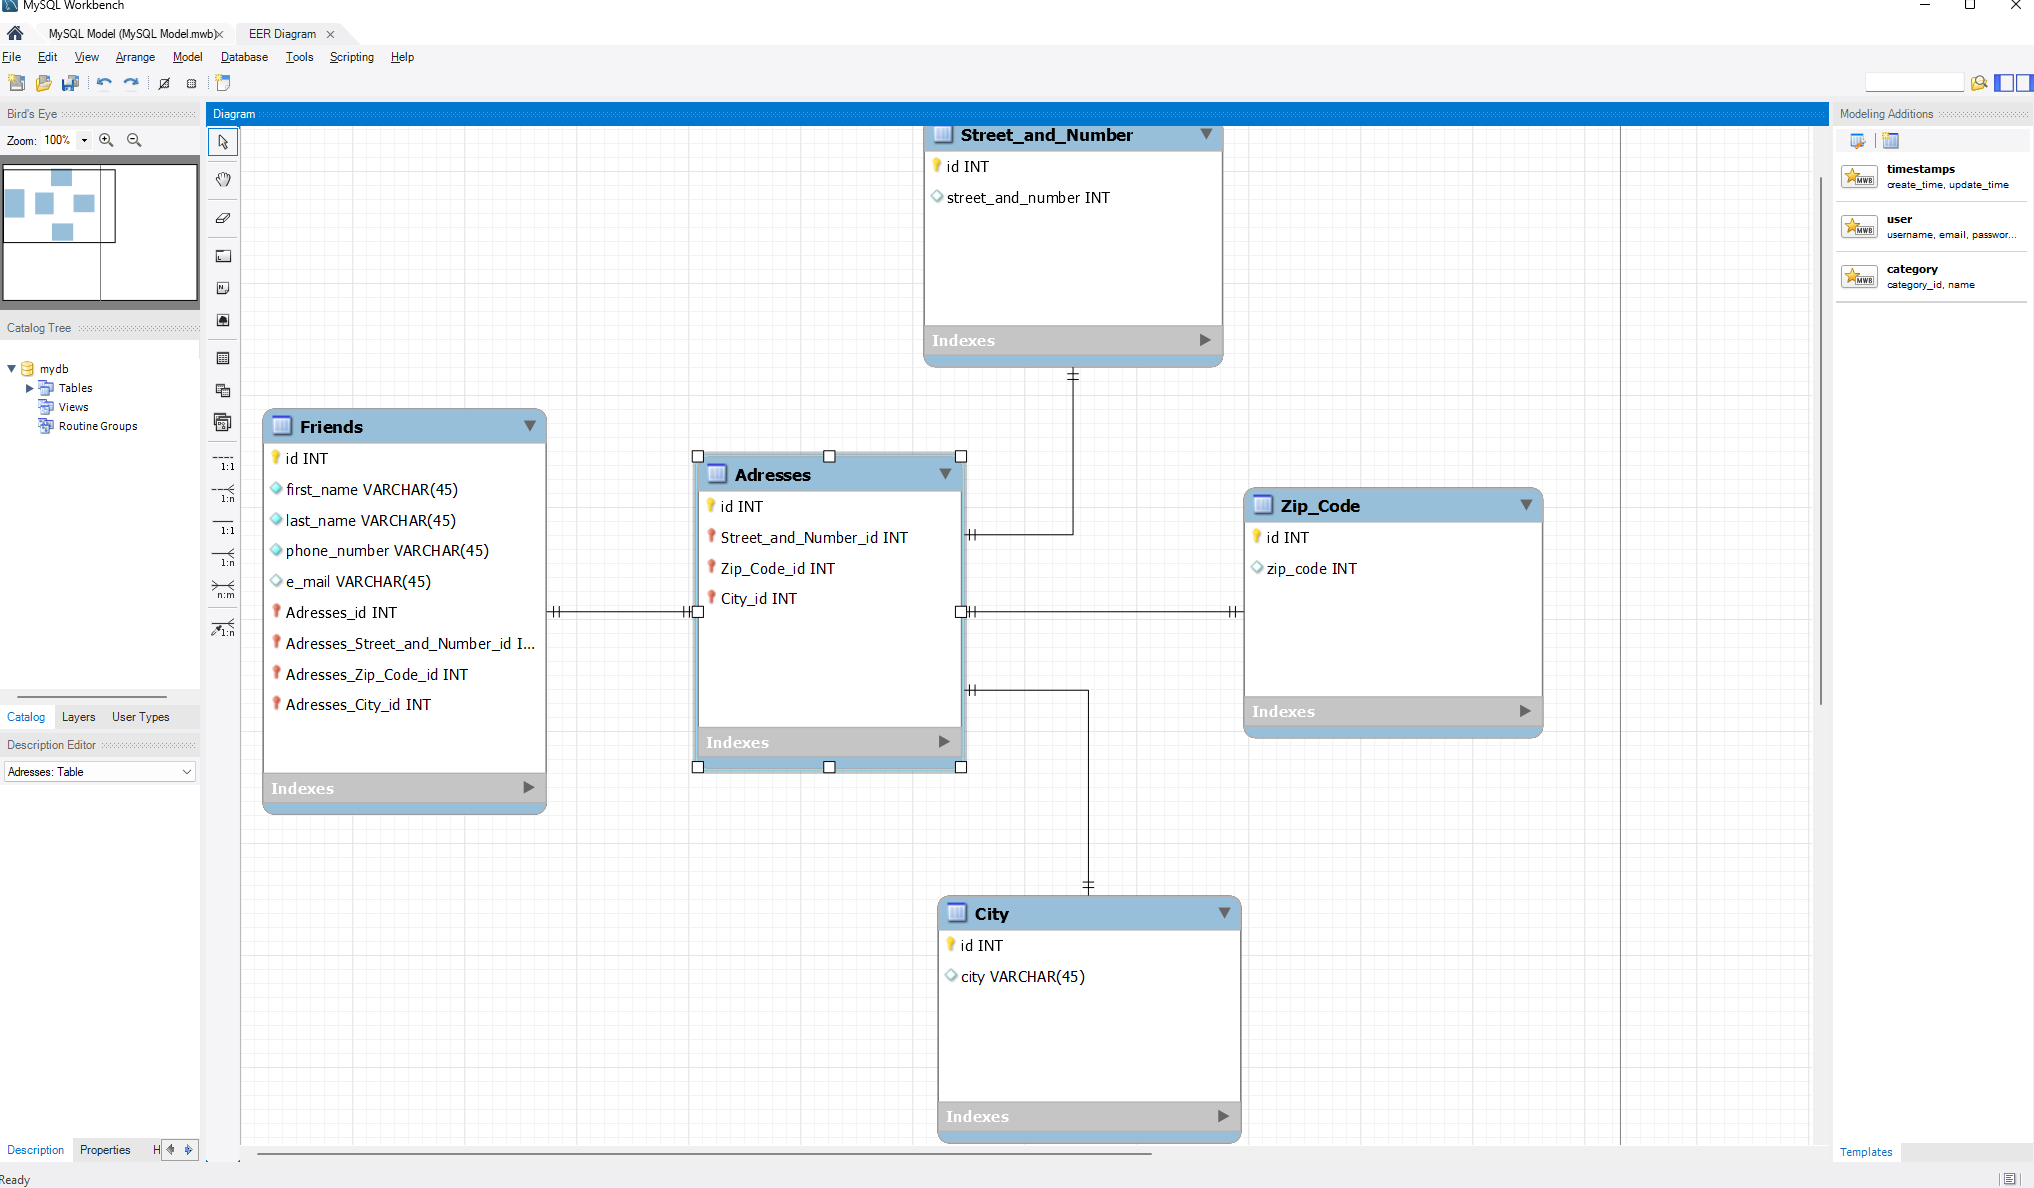 MySQL Workbench
MySQL Model (MySQL Model.mwb)
EER Diagram
File Edit View Arrange Model Database Tools Scripting Help
Bird's Eye
Zoom: 100%
Catalog Tree
mydb
Tables
Views
Routine Groups
Catalog Layers User Types
Description Editor
Adresses: Table
Description Properties H
Ready
1:1
1:n
1:1
1:n
n:m
1:n
Diagram
Street_and_Number
id INT
street_and_number INT
Indexes
Friends
id INT
first_name VARCHAR(45)
last_name VARCHAR(45)
phone_number VARCHAR(45)
e_mail VARCHAR(45)
Adresses_id INT
Adresses_Street_and_Number_id I...
Adresses_Zip_Code_id INT
Adresses_City_id INT
Indexes
Adresses
id INT
Street_and_Number_id INT
Zip_Code_id INT
City_id INT
Indexes
Zip_Code
id INT
zip_code INT
Indexes
City
id INT
city VARCHAR(45)
Indexes
Modeling Additions
MWB
timestamps
create_time, update_time
MWB
user
username, email, passwor...
MWB
category
category_id, name
Templates